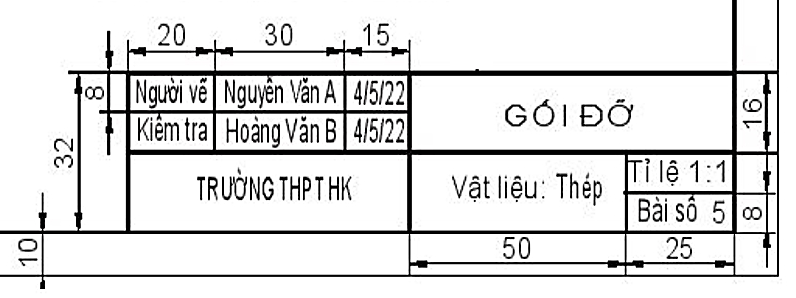 20 30 15
8 Người vẽ Nguyễn Văn A 4/5/22 GỐI ĐỠ 16
32 Kiểm tra Hoàng Văn B 4/5/22
TRƯỜNG THPT HK Vật liệu: Thép Tỉ lệ 1:1
Bài số 5 8
10 50 25